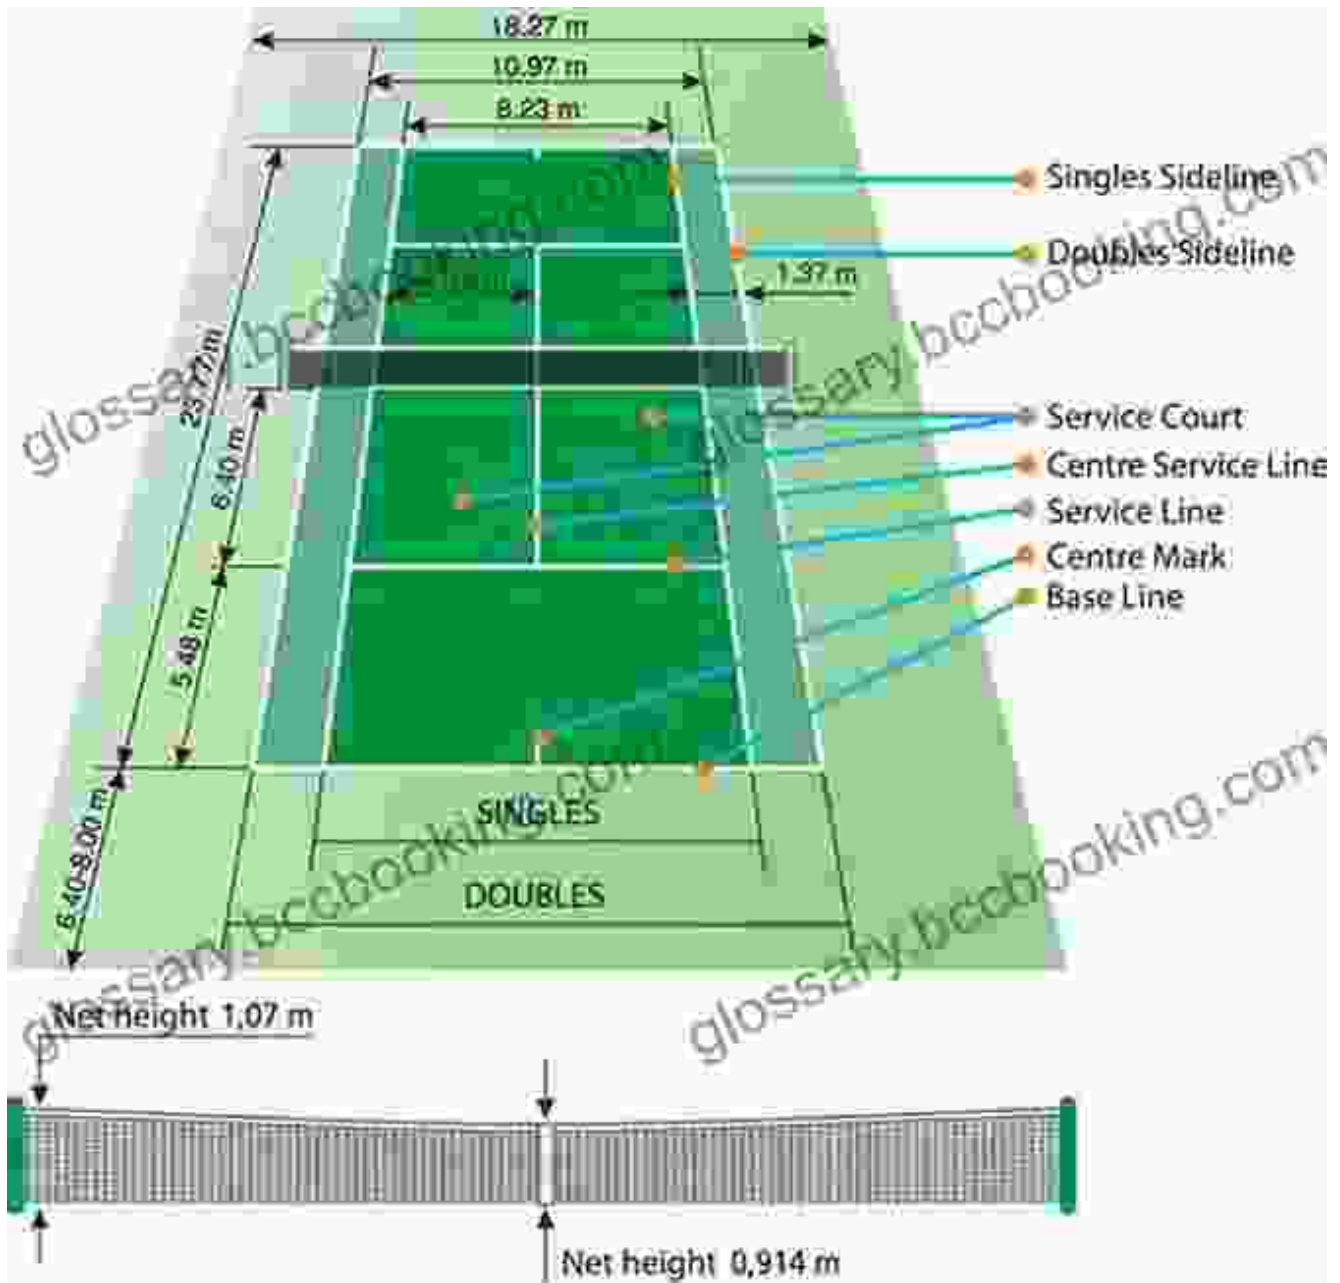 18.27 m
10.97 m
8.23 m
Singles Sideline
Doubles Sideline
1.37 m
23.77 m
Service Court
6.40 m
Centre Service Line
Service Line
Centre Mark
Base Line
5.48 m
6.40-8.00 m
SINGLES
DOUBLES
Net height 1,07 m
Net height 0,914 m
glossary.bccbooking.com
glossary.bccbooking.com
glossary.bccbooking.com
glossary.bccbooking.com